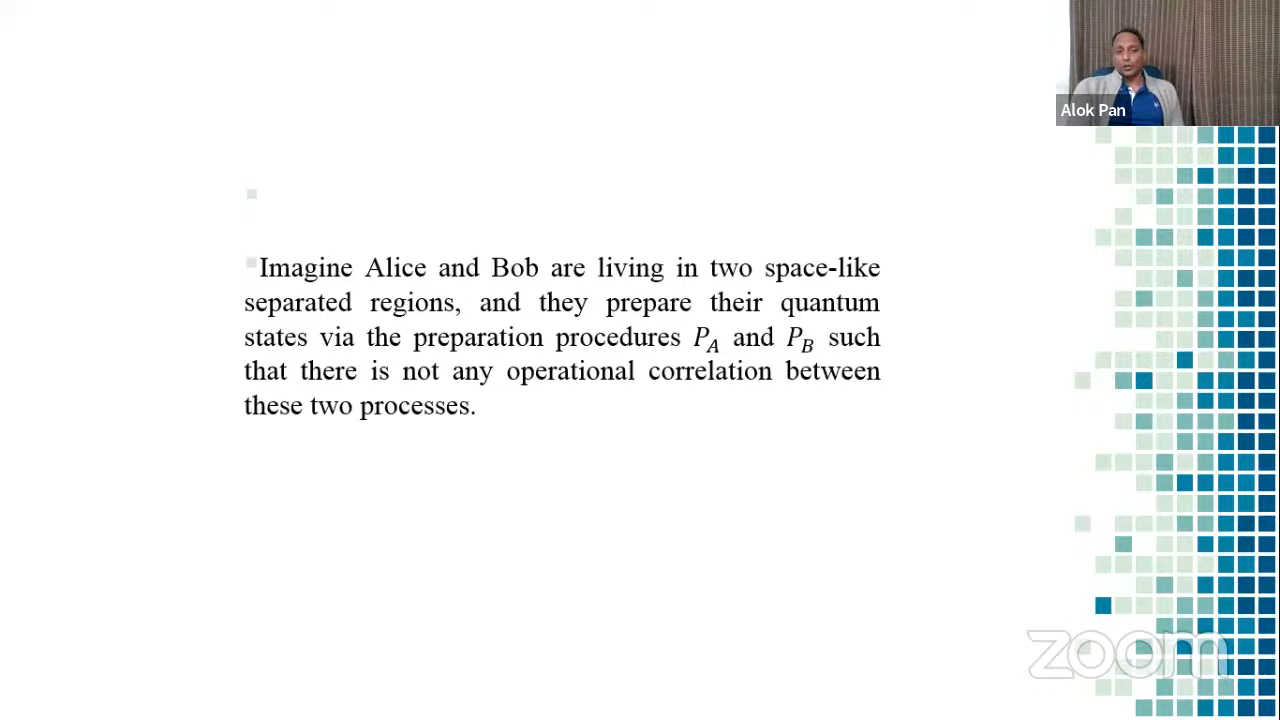 Alok Pan
Imagine Alice and Bob are living in two space-like
separated regions, and they prepare their quantum
states via the preparation procedures P_A and P_B such
that there is not any operational correlation between
these two processes.
zoom